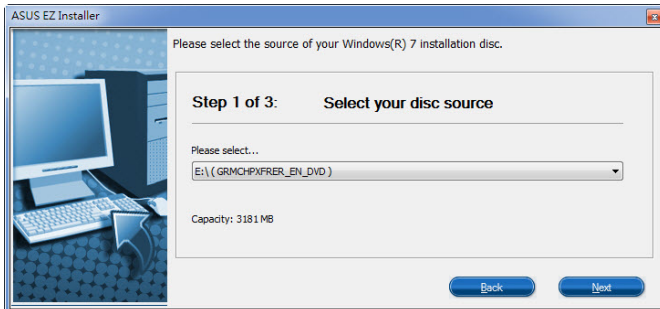 ASUS EZ Installer
Please select the source of your Windows(R) 7 installation disc.
Step 1 of 3: Select your disc source
Please select...
E:\ ( GRMCHPXFRER_EN_DVD )
Capacity: 3181 MB
Back Next